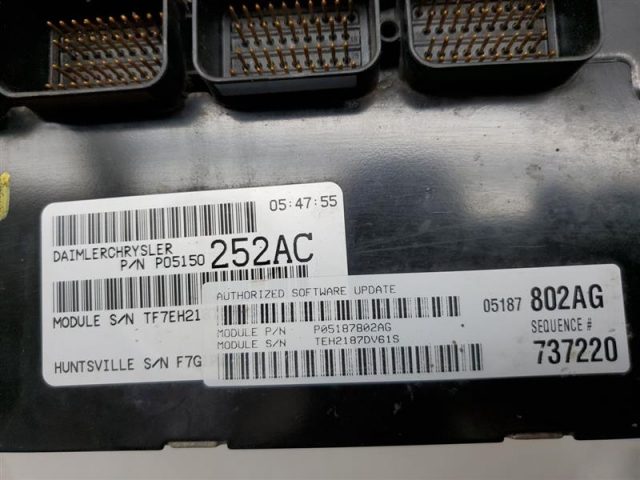 05:47:55
DAIMLERCHRYSLER
P/N P05150 252AC
MODULE S/N TF7EH21
HUNTSVILLE S/N F7G
AUTHORIZED SOFTWARE UPDATE
05187 802AG
MODULE P/N P05187802AG
MODULE S/N TEH2187DV61S
SEQUENCE #
737220